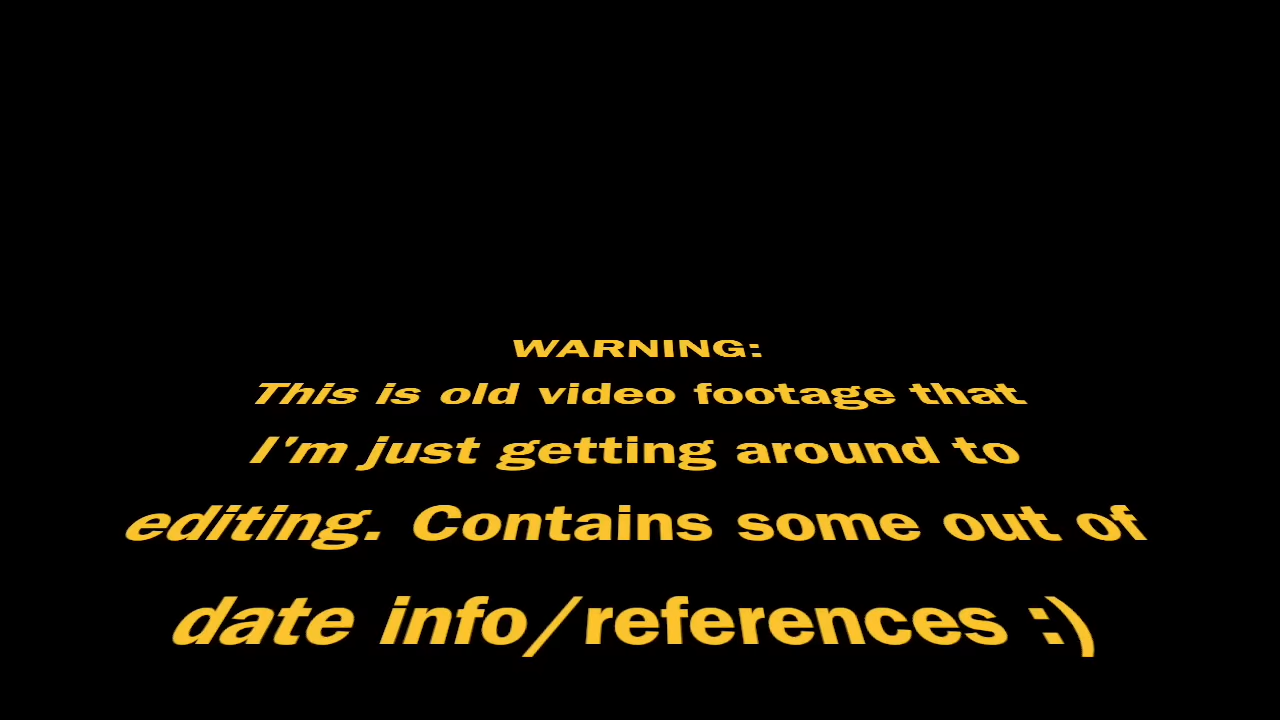 WARNING:
This is old video footage that
I'm just getting around to
editing. Contains some out of
date info/references :)